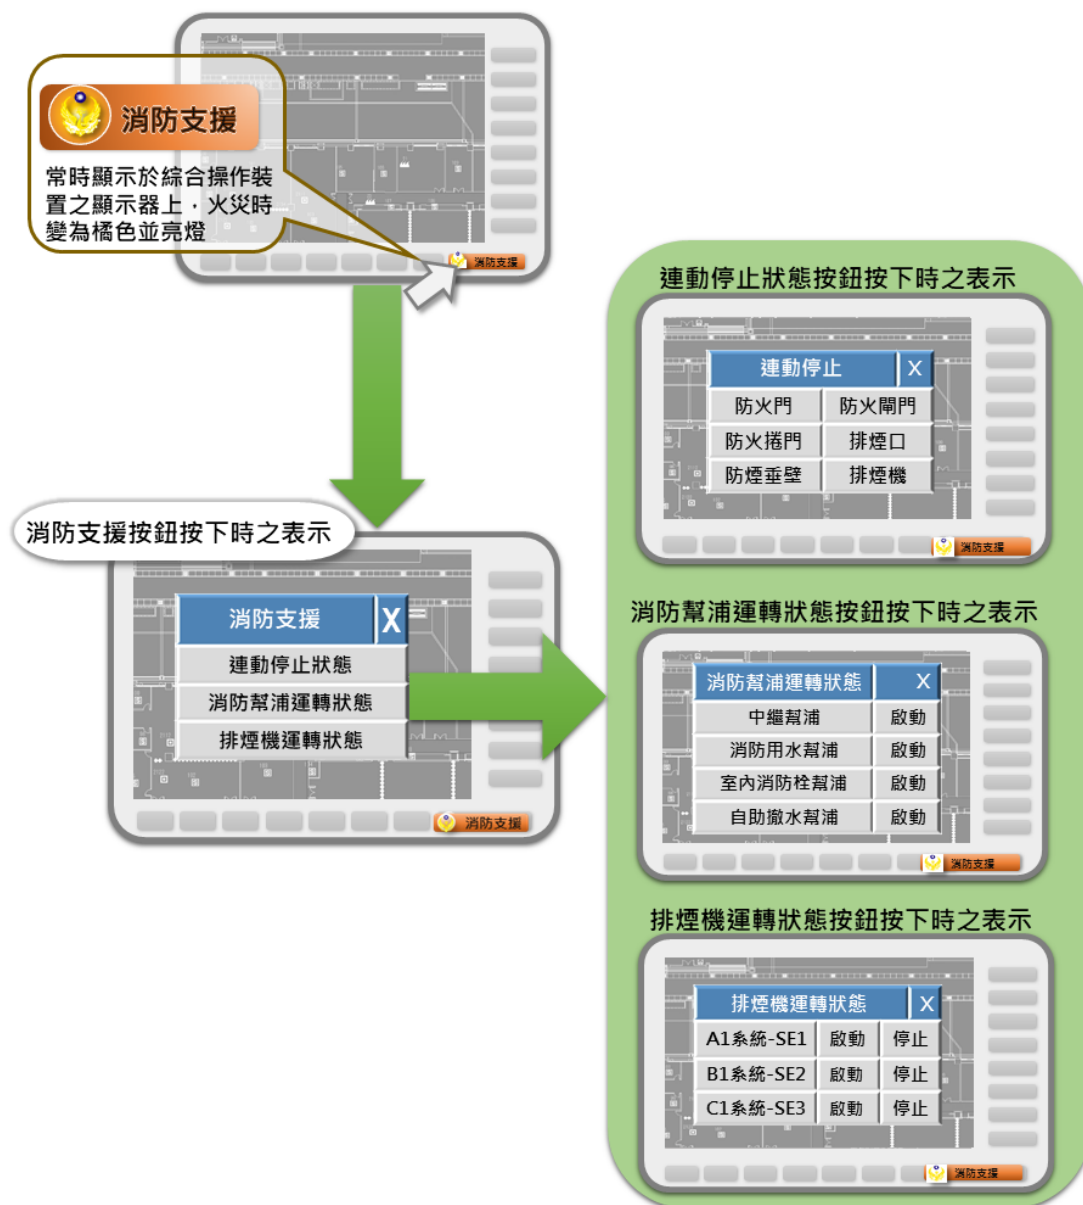 消防支援
常時顯示於綜合操作裝
置之顯示器上，火災時
變為橘色並亮燈
消防支援
消防支援按鈕按下時之表示
消防支援 X
連動停止狀態
消防幫浦運轉狀態
排煙機運轉狀態
消防支援
連動停止狀態按鈕按下時之表示
連動停止 X
防火門 防火閘門
防火捲門 排煙口
防煙垂壁 排煙機
消防支援
消防幫浦運轉狀態按鈕按下時之表示
消防幫浦運轉狀態 X
中繼幫浦 啟動
消防用水幫浦 啟動
室內消防栓幫浦 啟動
自助撤水幫浦 啟動
消防支援
排煙機運轉狀態按鈕按下時之表示
排煙機運轉狀態 X
A1系統-SE1 啟動 停止
B1系統-SE2 啟動 停止
C1系統-SE3 啟動 停止
消防支援